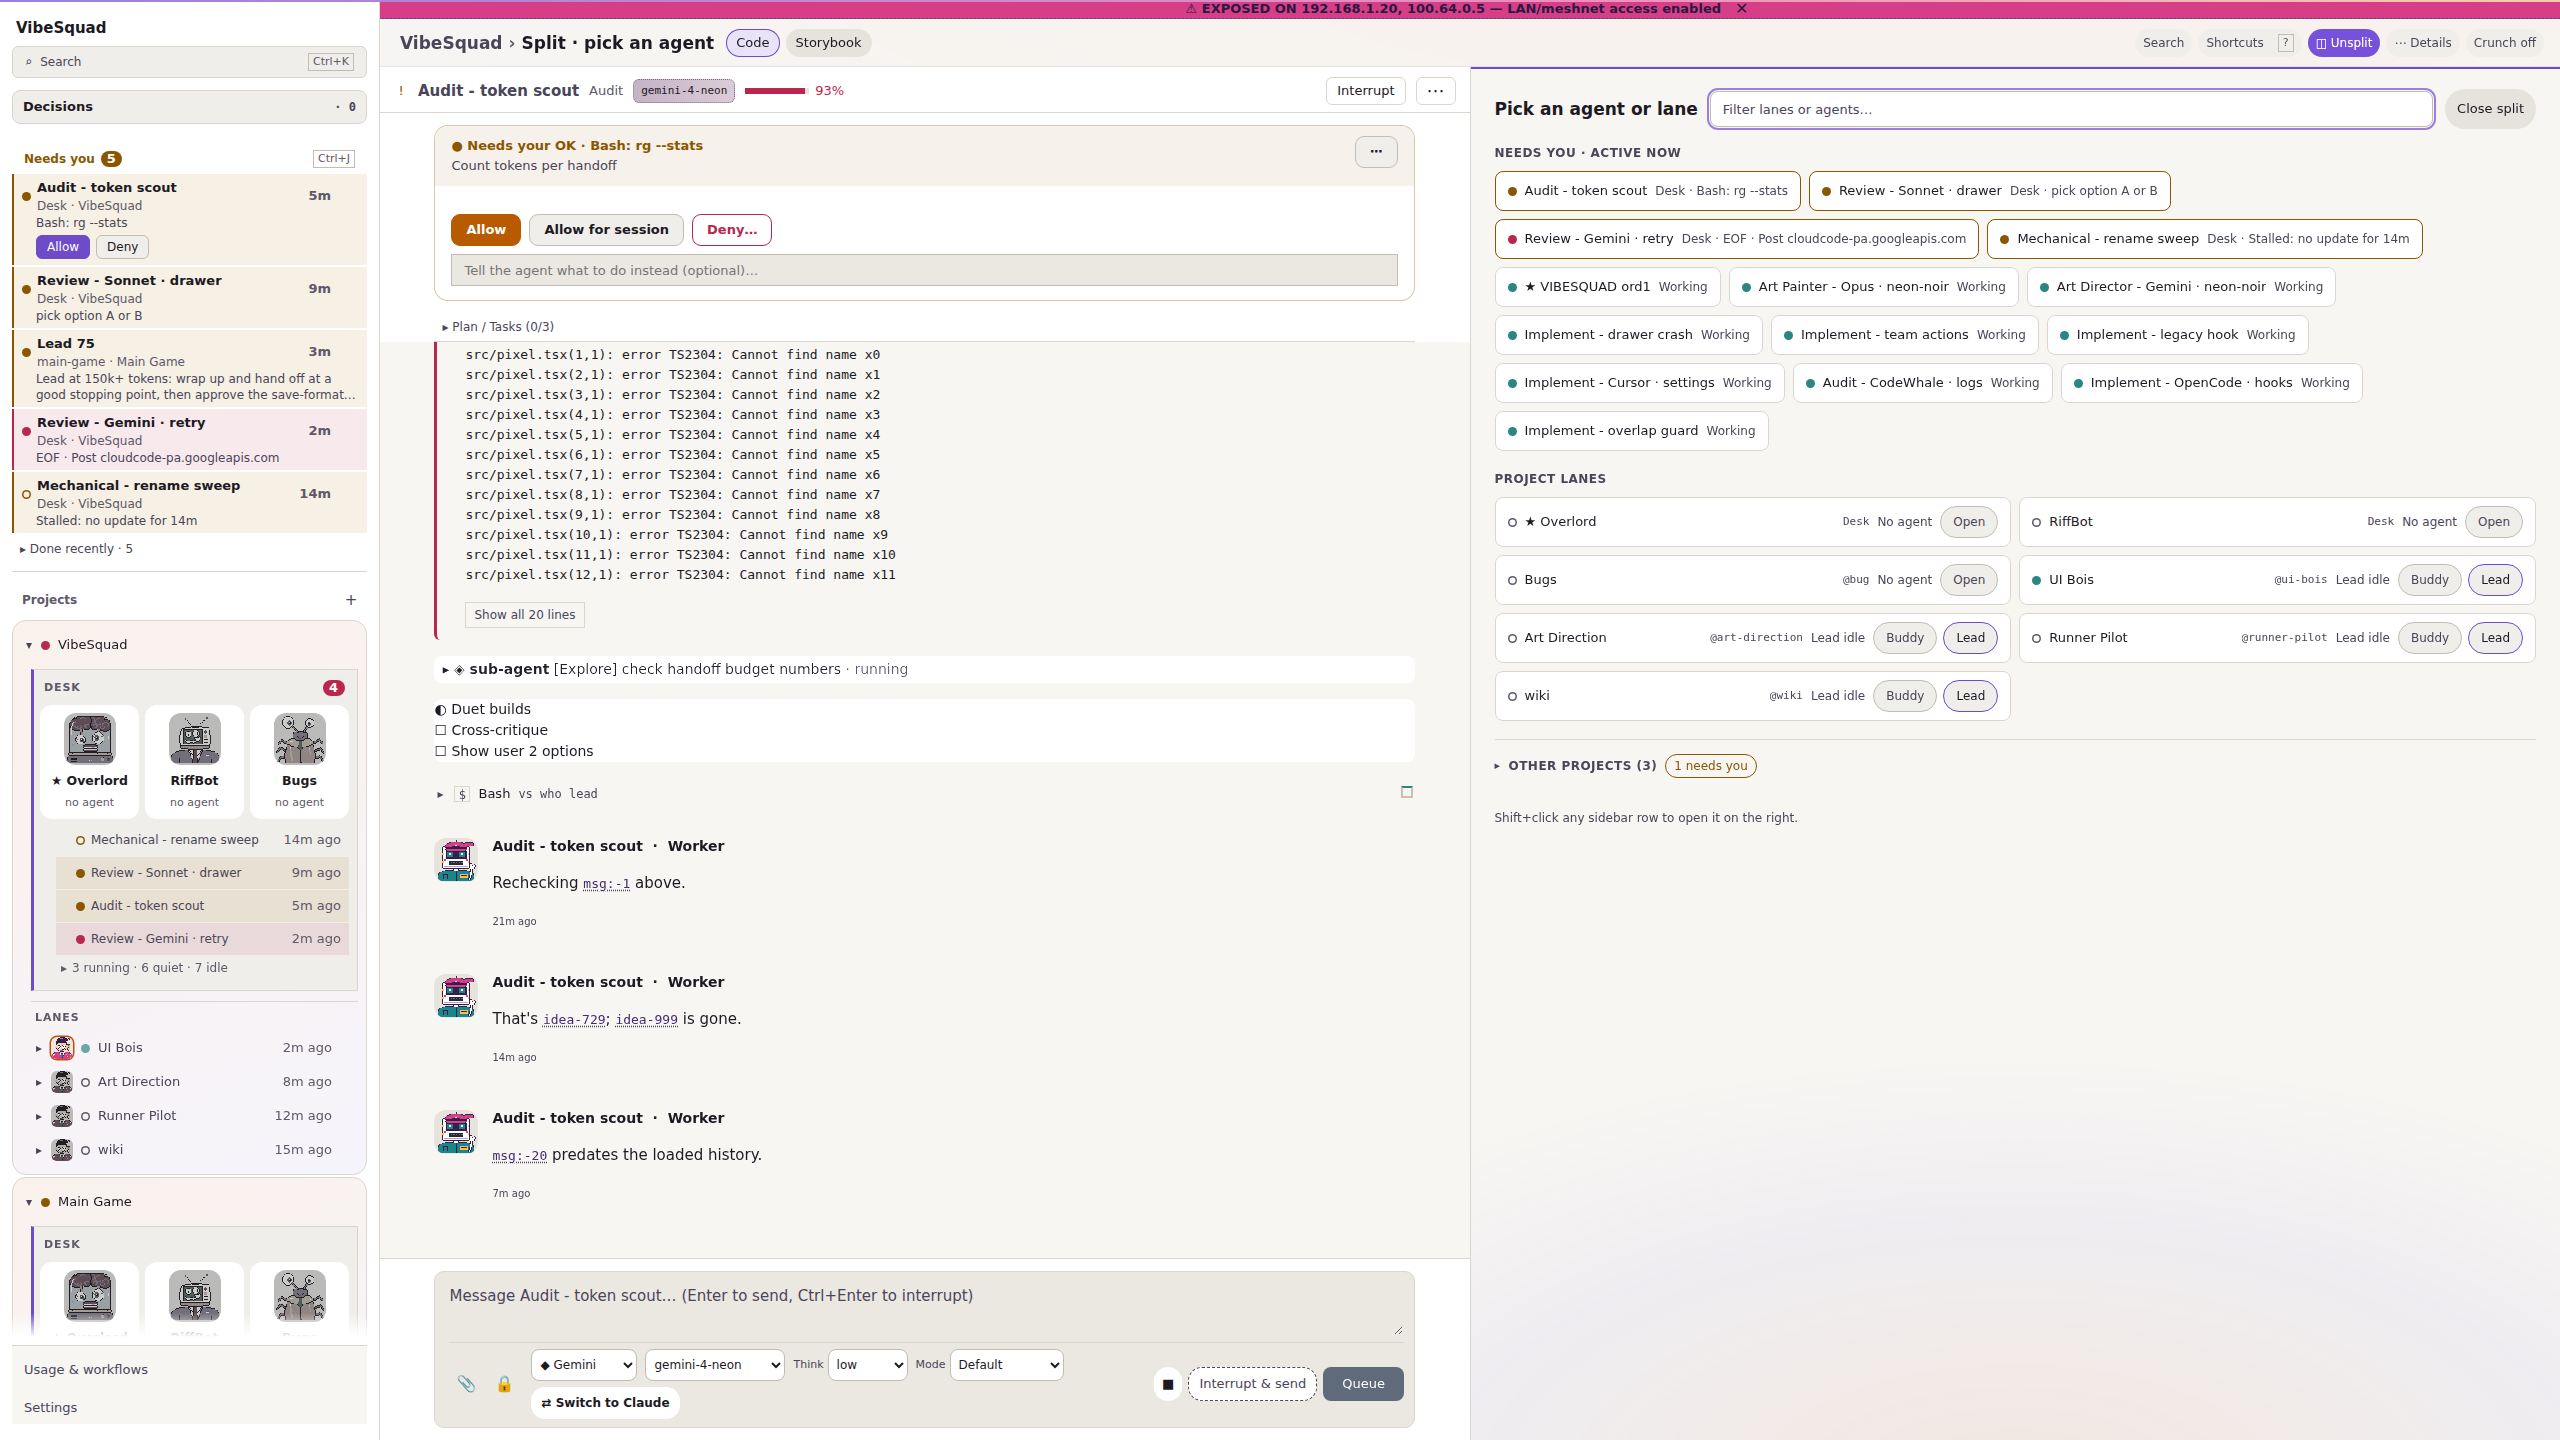 VibeSquad
⌕ Search Ctrl+K
Decisions · 0
Needs you 5 Ctrl+J
Audit - token scout 5m
Desk · VibeSquad
Bash: rg --stats
Allow Deny
Review - Sonnet · drawer 9m
Desk · VibeSquad
pick option A or B
Lead 75 3m
main-game · Main Game
Lead at 150k+ tokens: wrap up and hand off at a
good stopping point, then approve the save-format…
Review - Gemini · retry 2m
Desk · VibeSquad
EOF · Post cloudcode-pa.googleapis.com
Mechanical - rename sweep 14m
Desk · VibeSquad
Stalled: no update for 14m
▸ Done recently · 5
Projects +
▾ VibeSquad
DESK 4
★ Overlord RiffBot Bugs
no agent no agent no agent
Mechanical - rename sweep 14m ago
Review - Sonnet · drawer 9m ago
Audit - token scout 5m ago
Review - Gemini · retry 2m ago
▸ 3 running · 6 quiet · 7 idle
LANES
▸ UI Bois 2m ago
▸ Art Direction 8m ago
▸ Runner Pilot 12m ago
▸ wiki 15m ago
▾ Main Game
DESK
★ Overlord RiffBot Bugs
Usage & workflows
Settings
⚠ EXPOSED ON 192.168.1.20, 100.64.0.5 — LAN/meshnet access enabled ✕
VibeSquad › Split · pick an agent Code Storybook
Search Shortcuts ? ◫ Unsplit ⋯ Details Crunch off
! Audit - token scout Audit gemini-4-neon 93% Interrupt ⋯
● Needs your OK · Bash: rg --stats ⋯
Count tokens per handoff
Allow Allow for session Deny…
Tell the agent what to do instead (optional)…
▸ Plan / Tasks (0/3)
src/pixel.tsx(1,1): error TS2304: Cannot find name x0
src/pixel.tsx(2,1): error TS2304: Cannot find name x1
src/pixel.tsx(3,1): error TS2304: Cannot find name x2
src/pixel.tsx(4,1): error TS2304: Cannot find name x3
src/pixel.tsx(5,1): error TS2304: Cannot find name x4
src/pixel.tsx(6,1): error TS2304: Cannot find name x5
src/pixel.tsx(7,1): error TS2304: Cannot find name x6
src/pixel.tsx(8,1): error TS2304: Cannot find name x7
src/pixel.tsx(9,1): error TS2304: Cannot find name x8
src/pixel.tsx(10,1): error TS2304: Cannot find name x9
src/pixel.tsx(11,1): error TS2304: Cannot find name x10
src/pixel.tsx(12,1): error TS2304: Cannot find name x11
Show all 20 lines
▸ ◈ sub-agent [Explore] check handoff budget numbers · running
◐ Duet builds
☐ Cross-critique
☐ Show user 2 options
▸ $ Bash vs who lead
Audit - token scout · Worker
Rechecking msg:-1 above.
21m ago
Audit - token scout · Worker
That's idea-729; idea-999 is gone.
14m ago
Audit - token scout · Worker
msg:-20 predates the loaded history.
7m ago
Message Audit - token scout… (Enter to send, Ctrl+Enter to interrupt)
📎 🔒 ◆ Gemini gemini-4-neon Think low Mode Default
⇄ Switch to Claude
■ Interrupt & send Queue
Pick an agent or lane Filter lanes or agents… Close split
NEEDS YOU · ACTIVE NOW
Audit - token scout Desk · Bash: rg --stats Review - Sonnet · drawer Desk · pick option A or B
Review - Gemini · retry Desk · EOF · Post cloudcode-pa.googleapis.com Mechanical - rename sweep Desk · Stalled: no update for 14m
★ VIBESQUAD ord1 Working Art Painter - Opus · neon-noir Working Art Director - Gemini · neon-noir Working
Implement - drawer crash Working Implement - team actions Working Implement - legacy hook Working
Implement - Cursor · settings Working Audit - CodeWhale · logs Working Implement - OpenCode · hooks Working
Implement - overlap guard Working
PROJECT LANES
★ Overlord Desk No agent Open RiffBot Desk No agent Open
Bugs @bug No agent Open UI Bois @ui-bois Lead idle Buddy Lead
Art Direction @art-direction Lead idle Buddy Lead Runner Pilot @runner-pilot Lead idle Buddy Lead
wiki @wiki Lead idle Buddy Lead
▸ OTHER PROJECTS (3) 1 needs you
Shift+click any sidebar row to open it on the right.